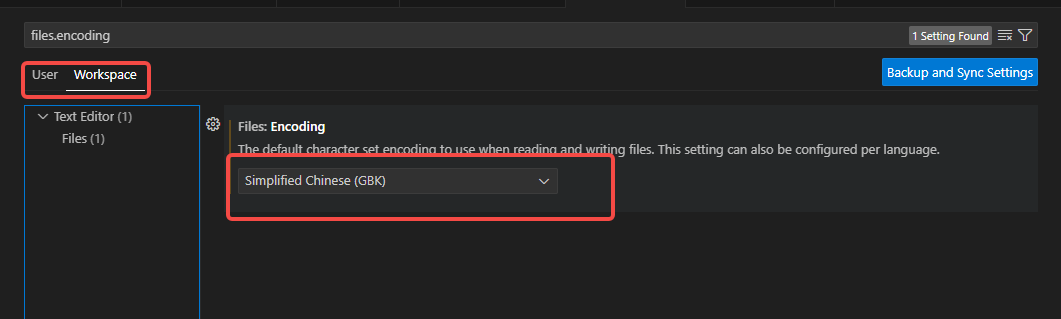 files.encoding
1 Setting Found
User
Workspace
Backup and Sync Settings
Text Editor (1)
Files (1)
Files: Encoding
The default character set encoding to use when reading and writing files. This setting can also be configured per language.
Simplified Chinese (GBK)